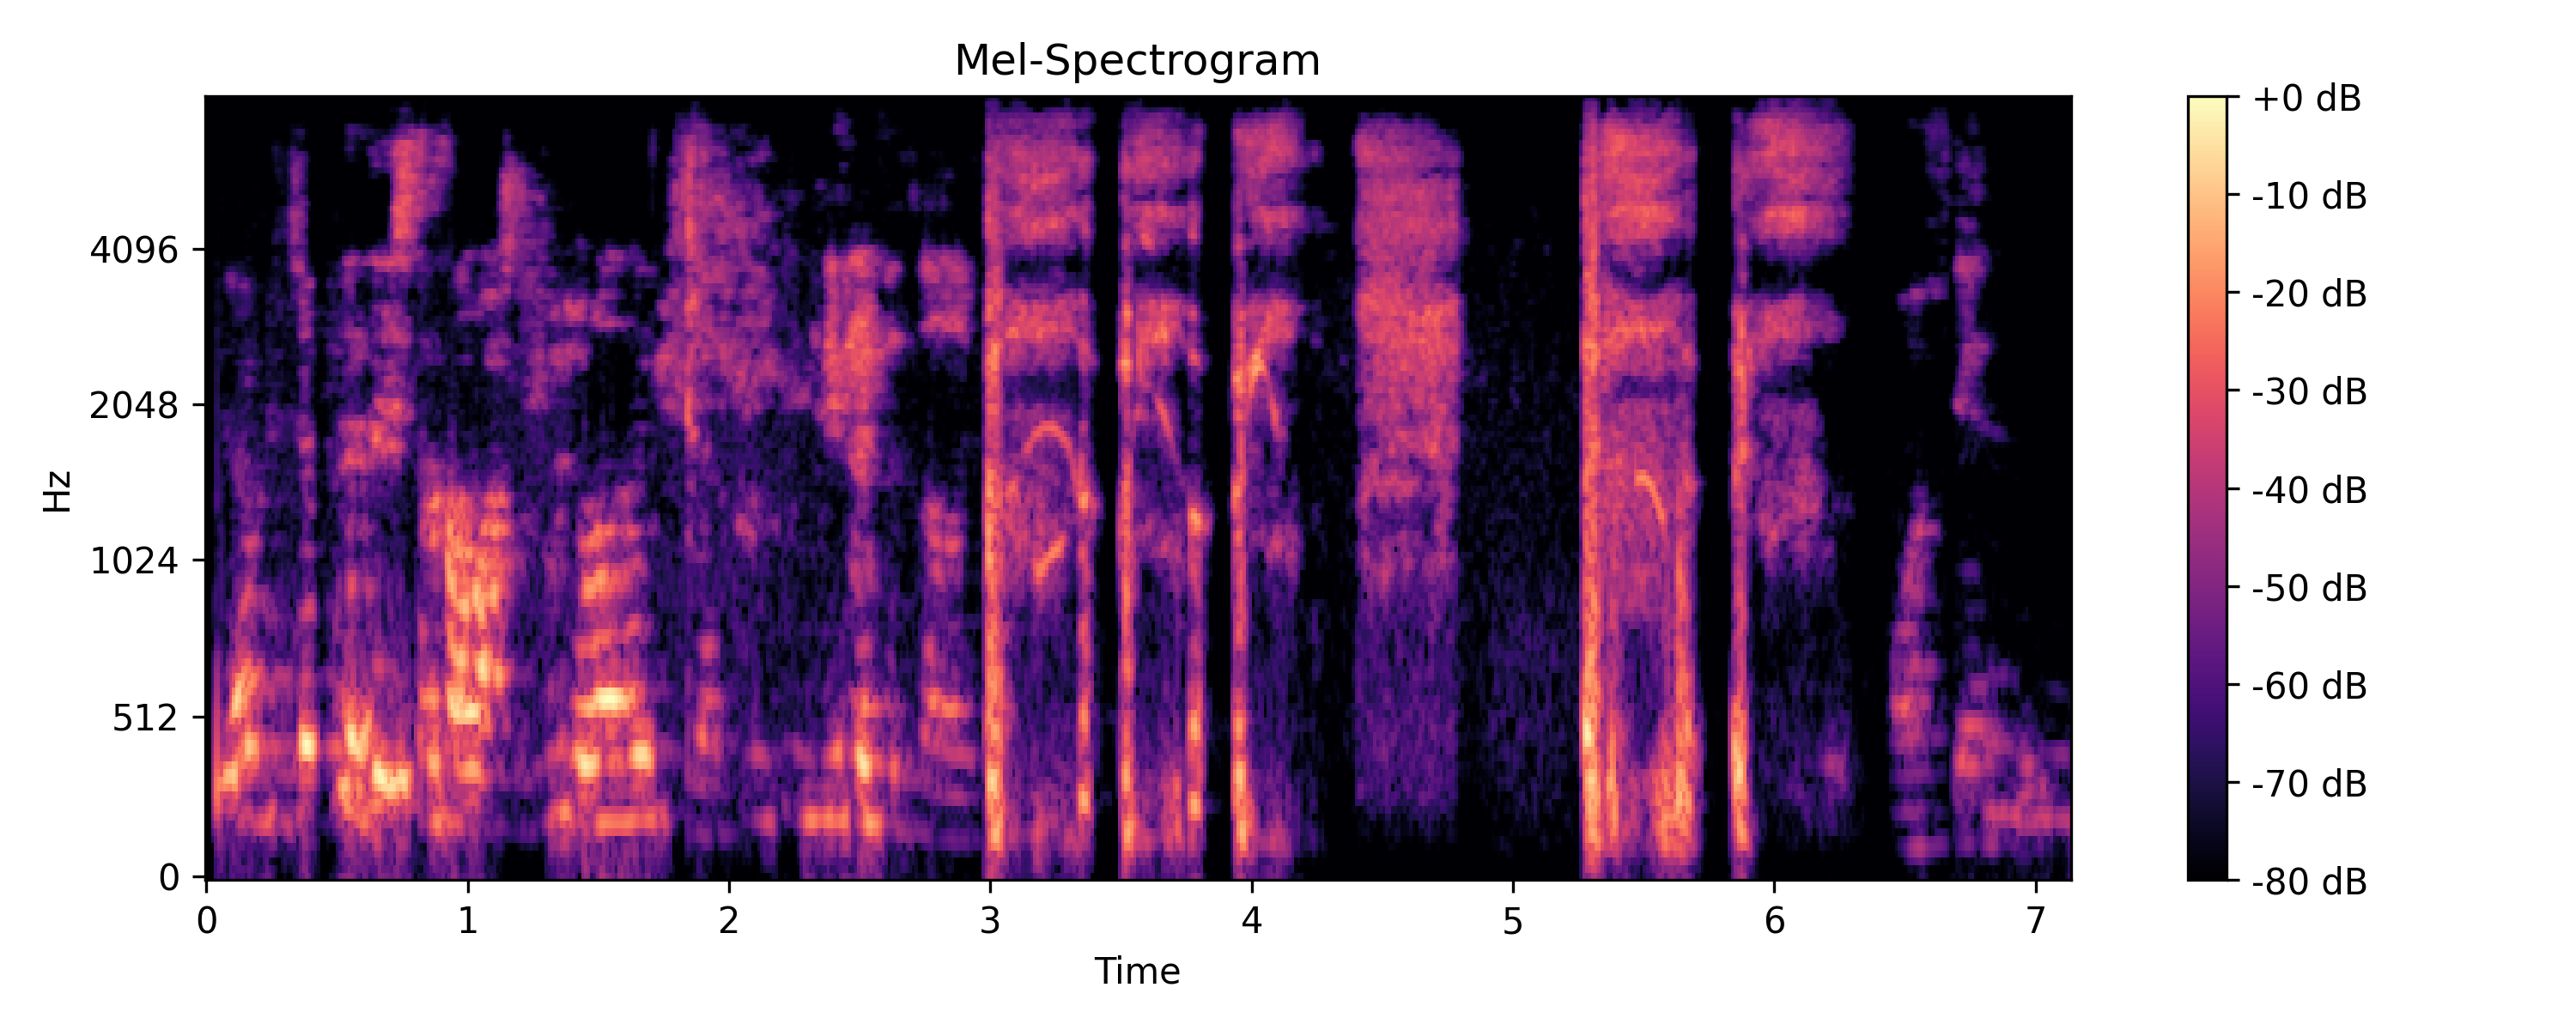 Mel-Spectrogram
Hz
4096
2048
1024
512
0
0 1 2 3 4 5 6 7
Time
+0 dB
-10 dB
-20 dB
-30 dB
-40 dB
-50 dB
-60 dB
-70 dB
-80 dB